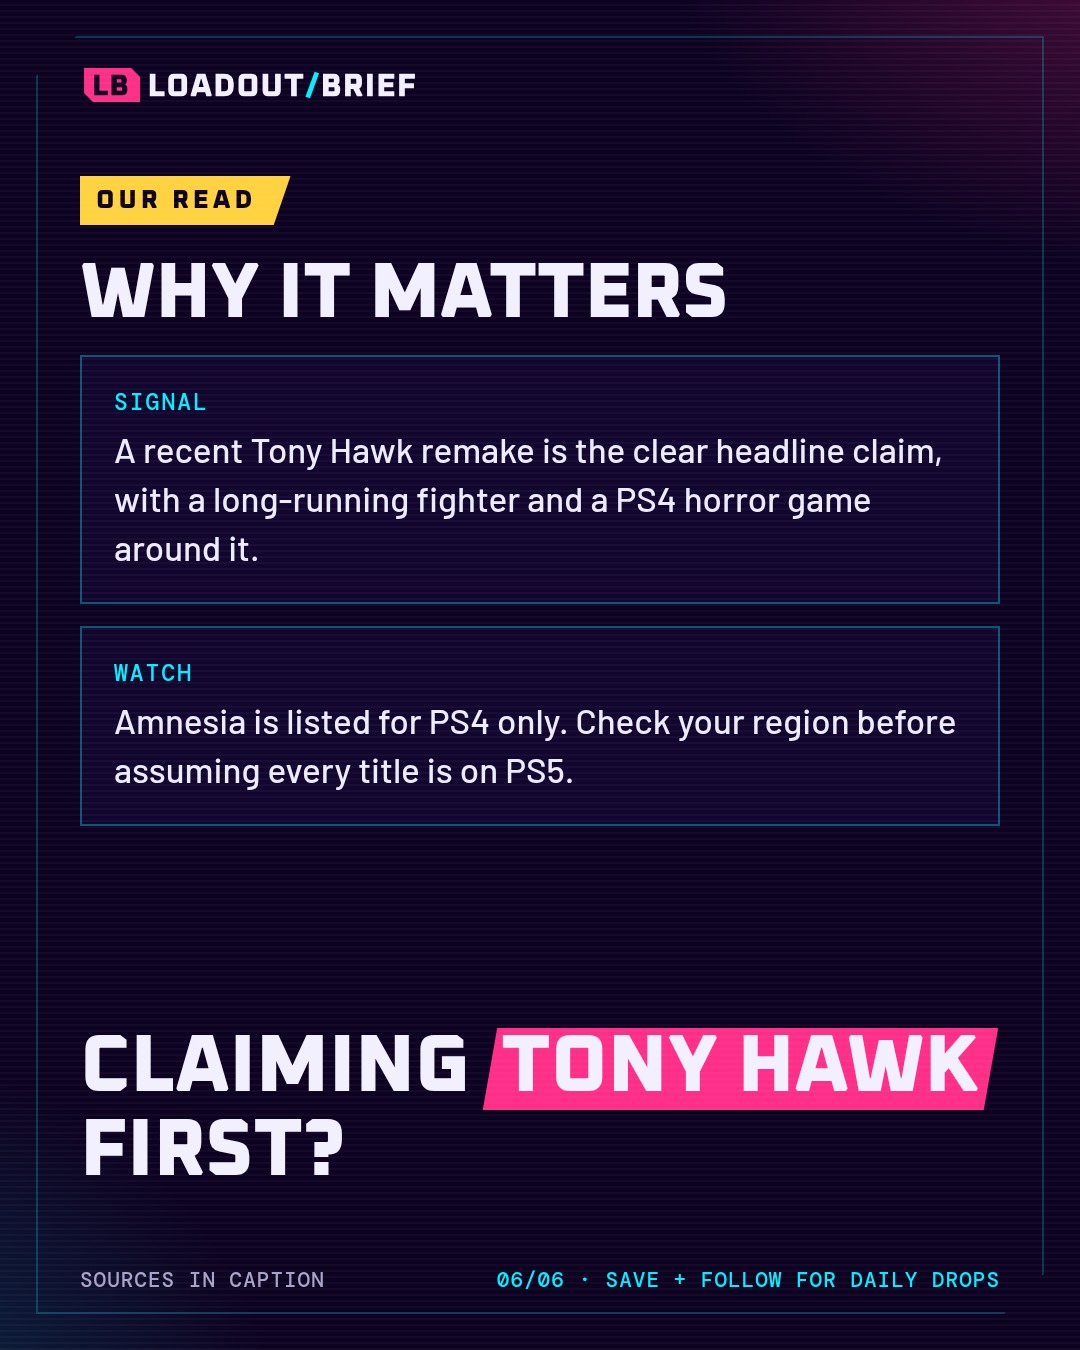 LB LOADOUT/BRIEF
OUR READ
WHY IT MATTERS
SIGNAL
A recent Tony Hawk remake is the clear headline claim,
with a long-running fighter and a PS4 horror game
around it.
WATCH
Amnesia is listed for PS4 only. Check your region before
assuming every title is on PS5.
CLAIMING TONY HAWK
FIRST?
SOURCES IN CAPTION
06/06 · SAVE + FOLLOW FOR DAILY DROPS